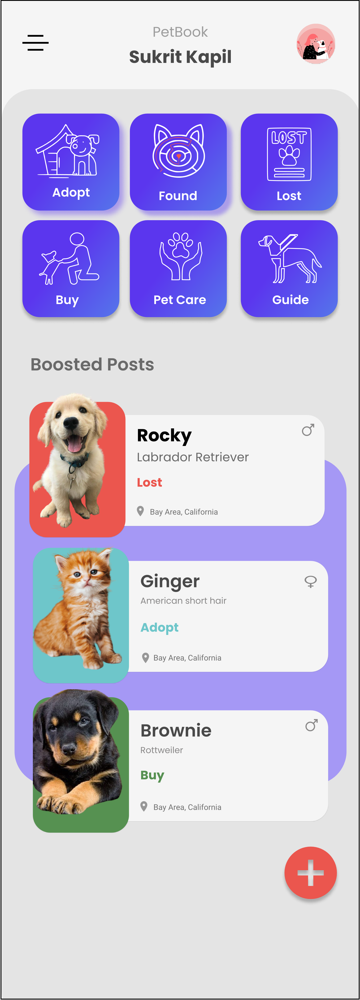 PetBook
Sukrit Kapil
LOST
Adopt
Found
Lost
Buy
Pet Care
Guide
Boosted Posts
Rocky
Labrador Retriever
Lost
Bay Area, California
Ginger
American short hair
Adopt
Bay Area, California
Brownie
Rottweiler
Buy
Bay Area, California